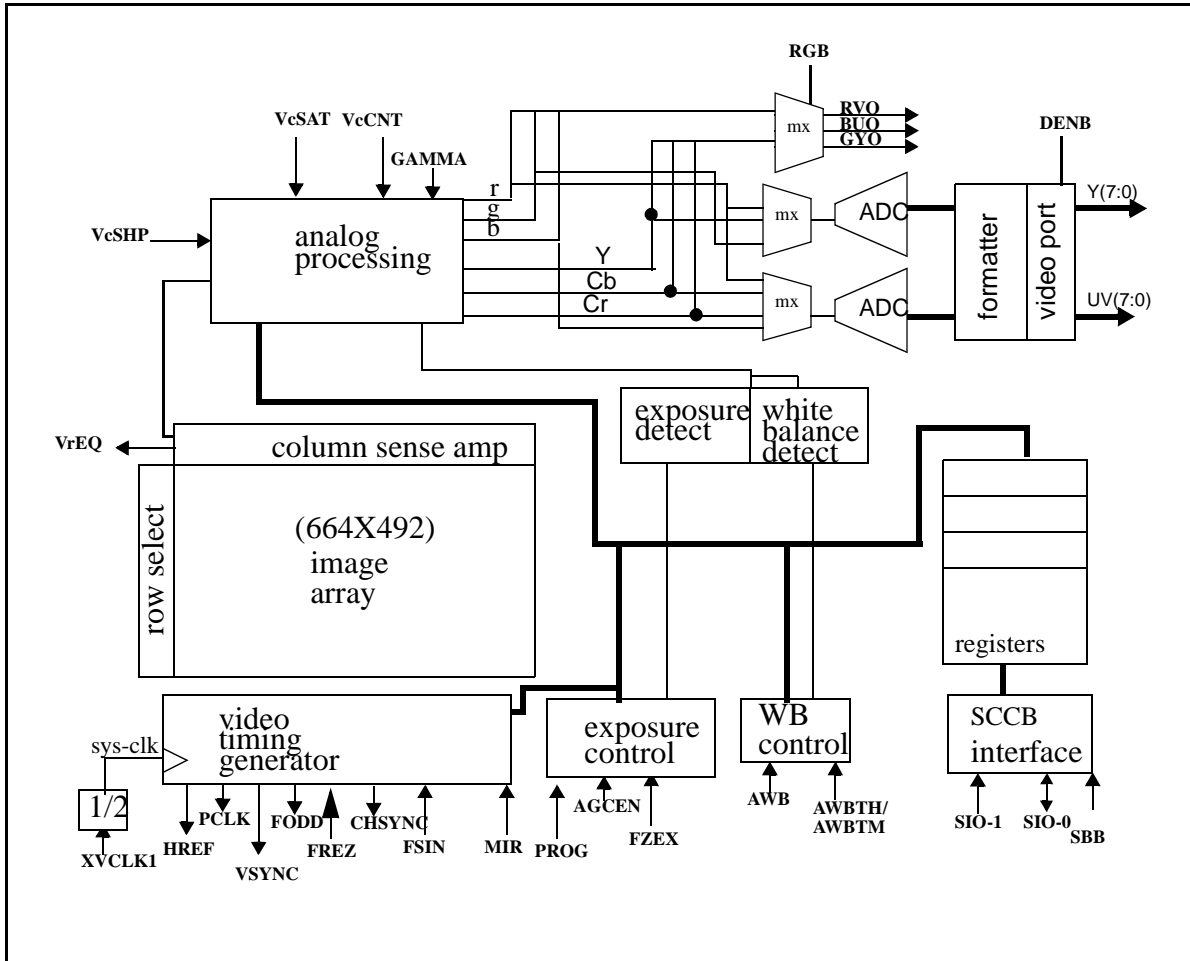 RGB
RVO
BUO
GYO
mx
VcSAT
VcCNT
GAMMA
DENB
r
g
b
analog
processing
VcSHP
Y
Cb
Cr
mx
ADC
mx
ADC
formatter
video port
Y(7:0)
UV(7:0)
exposure
detect
white
balance
detect
VrEQ
column sense amp
row select
(664X492)
image
array
registers
video
timing
generator
sys-clk
1/2
XVCLK1
HREF
PCLK
VSYNC
FODD
FREZ
CHSYNC
FSIN
MIR
exposure
control
PROG
AGCEN
FZEX
WB
control
AWB
AWBTH/
AWBTM
SCCB
interface
SIO-1
SIO-0
SBB